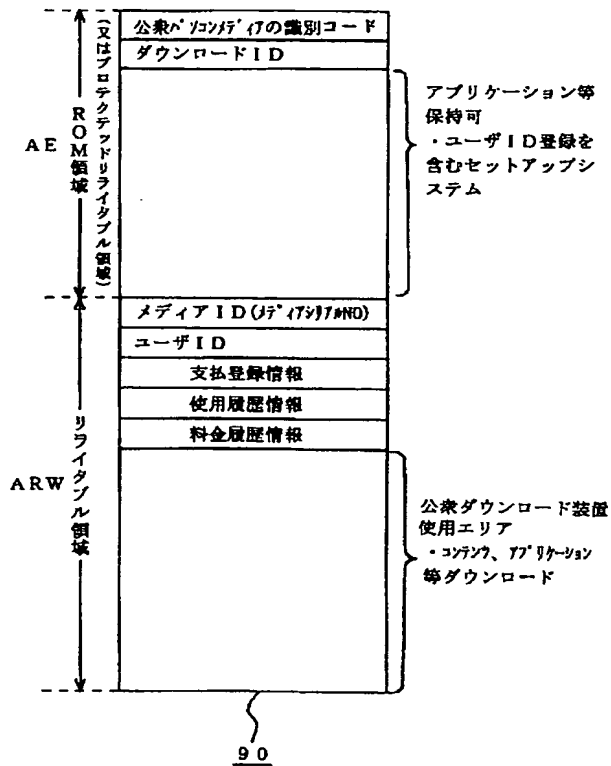 公衆パソコンメディアの識別コード
ダウンロードID
AE
ROM領域
(又はプロテクテッドリライタブル領域)
アプリケーション等
保持可
・ユーザID登録を
含むセットアップシ
ステム
メディアID(メディアシリアルNO)
ユーザID
支払登録情報
使用履歴情報
料金履歴情報
ARW
リライタブル領域
公衆ダウンロード装置
使用エリア
・コンテンツ、アプリケーション
等ダウンロード
90